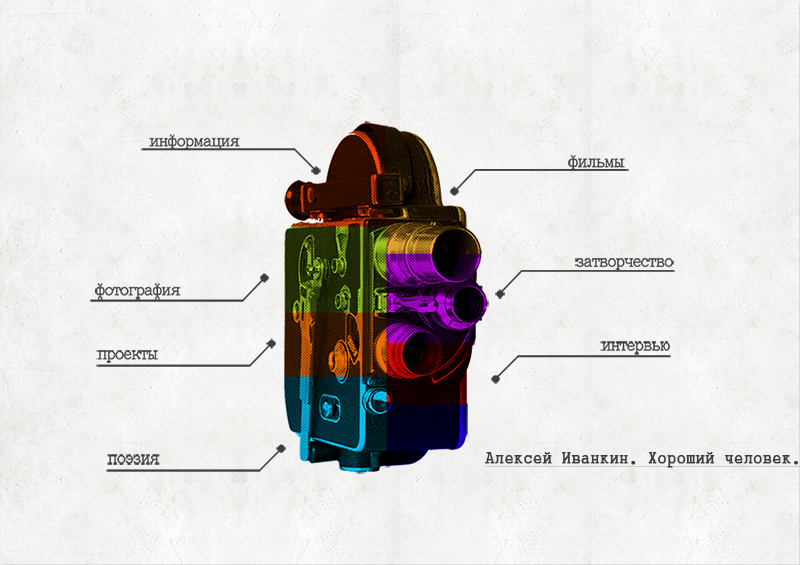 информация
фильмы
затворчество
фотография
проекты
интервью
поэзия
Алексей Иванкин. Хороший человек.